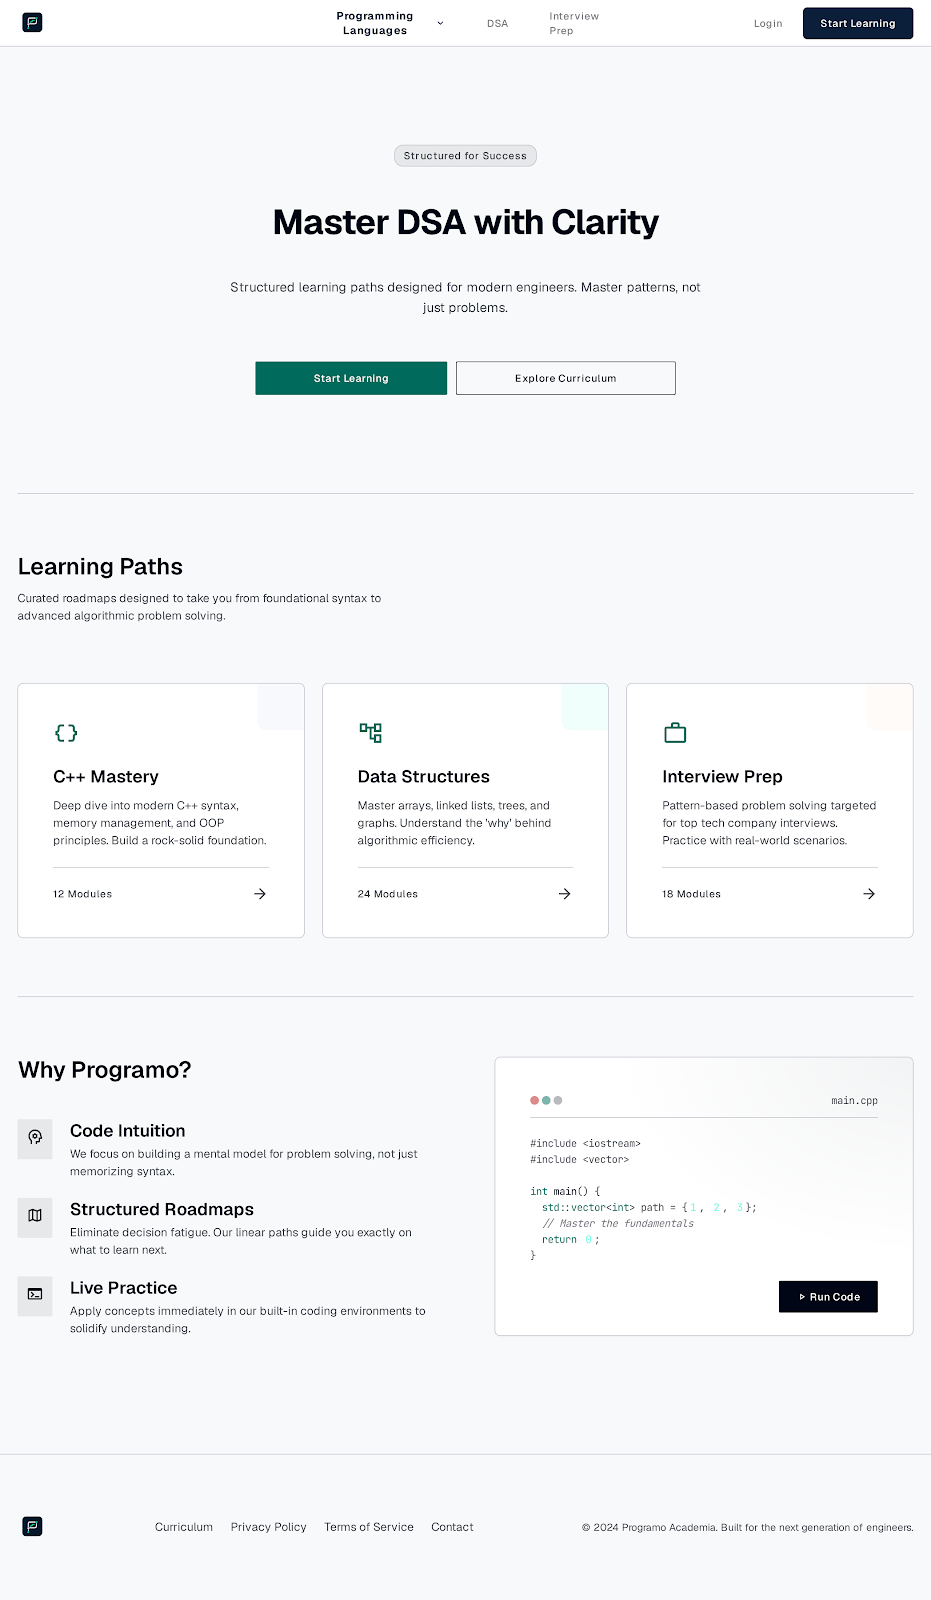 Programming
Languages
DSA
Interview
Prep
Login
Start Learning
Structured for Success
Master DSA with Clarity
Structured learning paths designed for modern engineers. Master patterns, not
just problems.
Start Learning
Explore Curriculum
Learning Paths
Curated roadmaps designed to take you from foundational syntax to
advanced algorithmic problem solving.
C++ Mastery
Deep dive into modern C++ syntax,
memory management, and OOP
principles. Build a rock-solid foundation.
12 Modules
Data Structures
Master arrays, linked lists, trees, and
graphs. Understand the 'why' behind
algorithmic efficiency.
24 Modules
Interview Prep
Pattern-based problem solving targeted
for top tech company interviews.
Practice with real-world scenarios.
18 Modules
Why Programo?
Code Intuition
We focus on building a mental model for problem solving, not just
memorizing syntax.
Structured Roadmaps
Eliminate decision fatigue. Our linear paths guide you exactly on
what to learn next.
Live Practice
Apply concepts immediately in our built-in coding environments to
solidify understanding.
main.cpp
#include <iostream>
#include <vector>
int main() {
std::vector<int> path = {1, 2, 3};
// Master the fundamentals
return 0;
}
Run Code
Curriculum
Privacy Policy
Terms of Service
Contact
© 2024 Programo Academia. Built for the next generation of engineers.